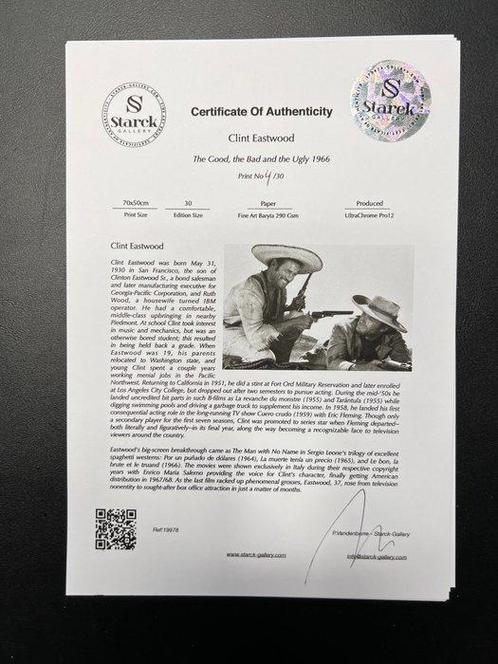 Starck
GALLERY
Starck
GALLERY
Certificate Of Authenticity
Clint Eastwood
The Good, the Bad and the Ugly 1966
Print No 4/30
70x50cm 30 Paper Produced
Print Size Edition Size Fine Art Baryta 290 Gsm UltraChrome Pro12
Clint Eastwood
Clint Eastwood was born May 31,
1930 in San Francisco, the son of
Clinton Eastwood Sr., a bond salesman
and later manufacturing executive for
Georgia-Pacific Corporation, and Ruth
Wood, a housewife turned IBM
operator. He had a comfortable,
middle-class upbringing in nearby
Piedmont. At school Clint took interest
in music and mechanics, but was an
otherwise bored student; this resulted
in being held back a grade. When
Eastwood was 19, his parents
relocated to Washington state, and
young Clint spent a couple years
working menial jobs in the Pacific
Northwest. Returning to California in 1951, he did a stint at Fort Ord Military Reservation and later enrolled
at Los Angeles City College, but dropped out after two semesters to pursue acting. During the mid-'50s he
landed uncredited bit parts in such B-films as La revanche du monstre (1955) and Tarántula (1955) while
digging swimming pools and driving a garbage truck to supplement his income. In 1958, he landed his first
consequential acting role in the long-running TV show Cuero crudo (1959) with Eric Fleming. Though only
a secondary player for the first seven seasons, Clint was promoted to series star when Fleming departed--
both literally and figuratively--in its final year, along the way becoming a recognizable face to television
viewers around the country.
Eastwood's big-screen breakthrough came as The Man with No Name in Sergio Leone's trilogy of excellent
spaghetti westerns: Por un puñado de dólares (1964), La muerte tenía un precio (1965), and Le bon, la
brute et le truand (1966). The movies were shown exclusively in Italy during their respective copyright
years with Enrico Maria Salerno providing the voice for Clint's character, finally getting American
distribution in 1967/68. As the last film racked up phenomenal grosses, Eastwood, 37, rose from television
nonentity to sought-after box office attraction in just a matter of months.
Ref:19978
P.Vandenborre - Starck-Gallery
www.starck-gallery.com
info@starck-gallery.com